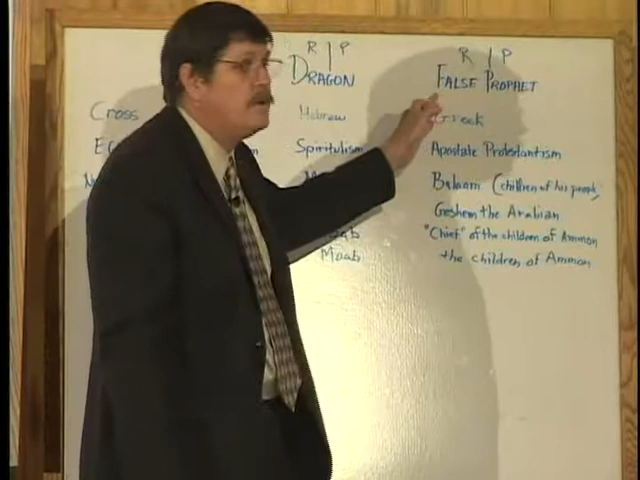 R | P
R | P
DRAGON
FALSE PROPHET
Cross
Hebrew
Greek
Spiritulism
Apostate Protestantism
Balaam (children of his people)
Geshem the Arabian
"Chief" of the children of Ammon
Moab
the children of Ammon